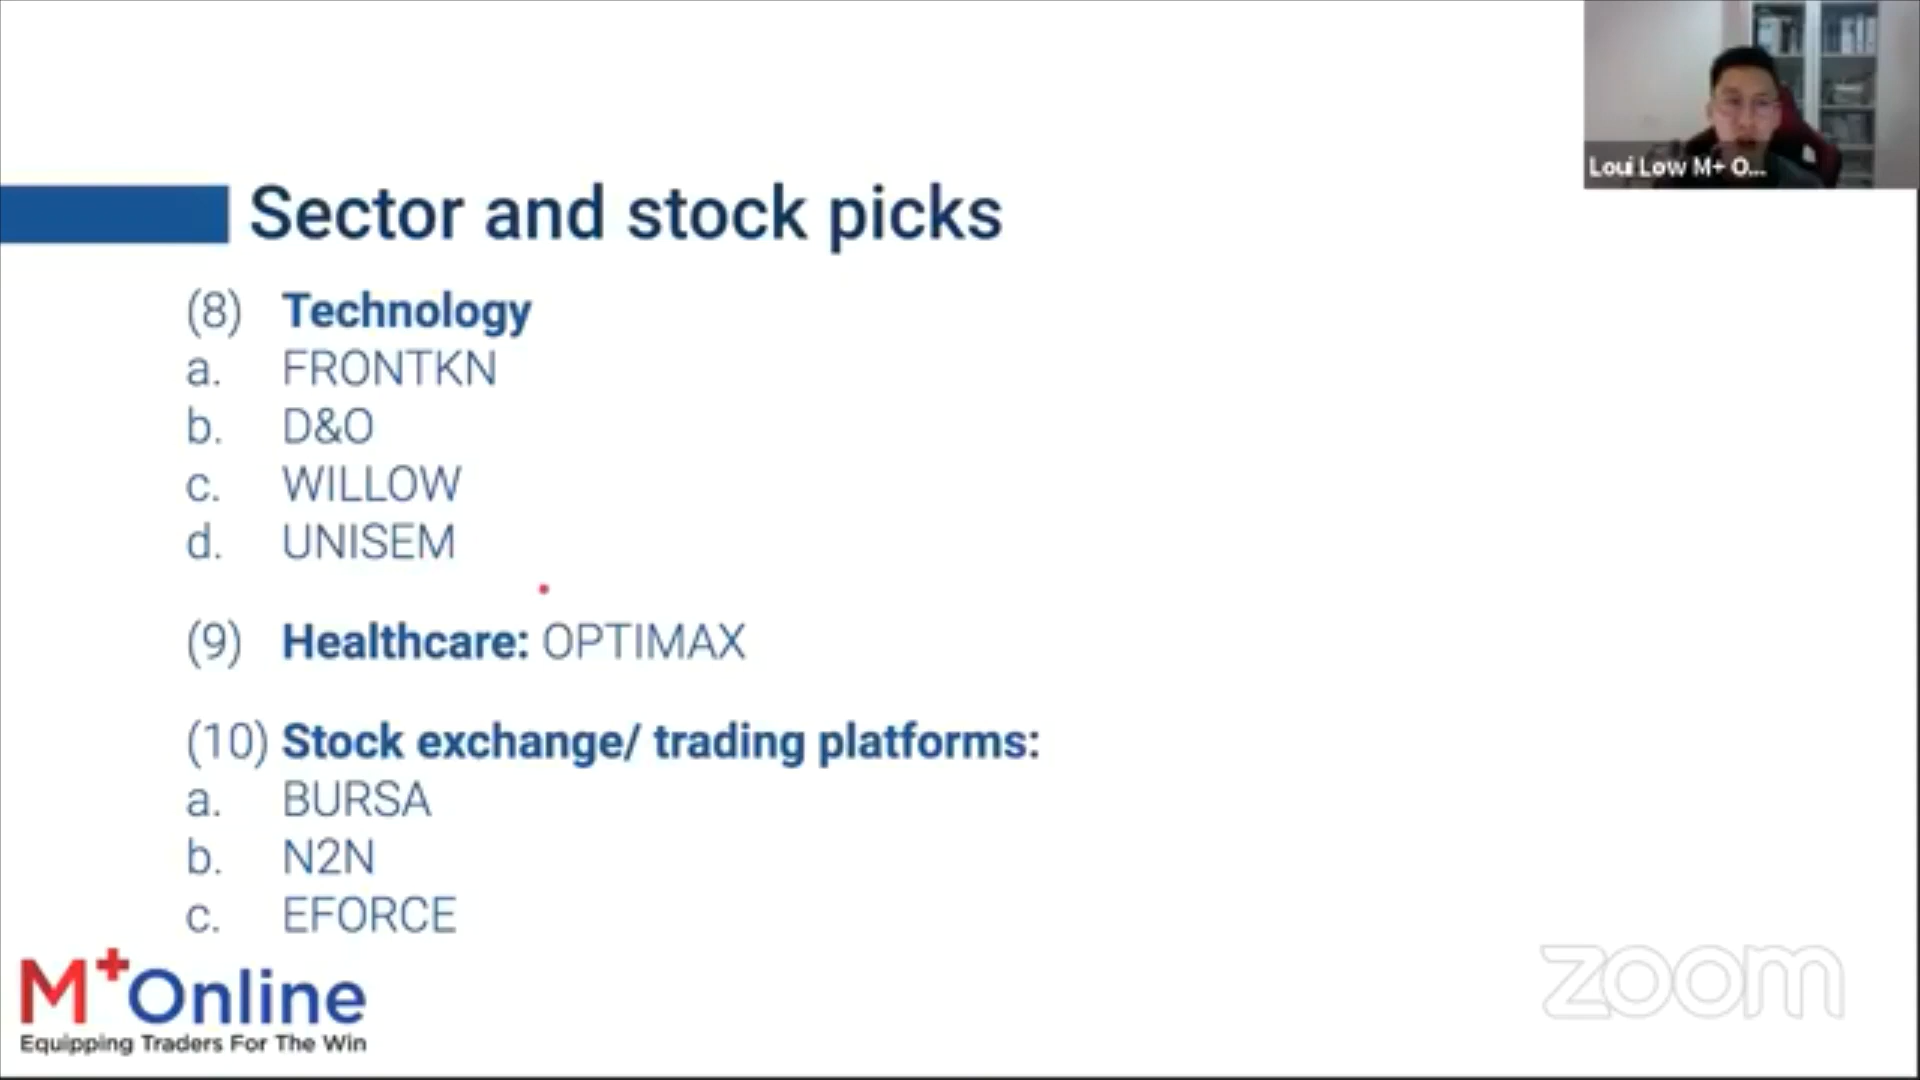 Loui Low M+ O...
Sector and stock picks
(8) Technology
a. FRONTKN
b. D&O
c. WILLOW
d. UNISEM
(9) Healthcare: OPTIMAX
(10) Stock exchange/ trading platforms:
a. BURSA
b. N2N
c. EFORCE
M+Online
Equipping Traders For The Win
zoom